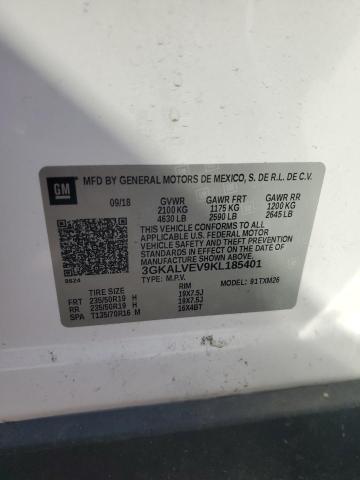 GM
MFD BY GENERAL MOTORS DE MEXICO, S. DE R.L. DE C.V.
09/18 GVWR GAWR FRT GAWR RR
2100 KG 1175 KG 1200 KG
4630 LB 2590 LB 2645 LB
THIS VEHICLE CONFORMS TO ALL APPLICABLE
U.S. FEDERAL MOTOR VEHICLE SAFETY, BUMPER,
AND THEFT PREVENTION STANDARDS IN EFFECT ON
THE DATE OF MANUFACTURE SHOWN ABOVE.
3GKALVEV9KL185401
TYPE: M.P.V. MODEL: 91TXM26
8624
TIRE SIZE RIM
FRT 235/50R19 H 19X7.5J
RR 235/50R19 H 19X7.5J
SPA T135/70R16 M 16X4BT